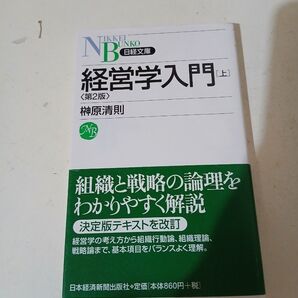 NIKKEI
BUNKO
日経文庫
経営学入門[上]
〈第2版〉
榊原清則
NB
組織と戦略の論理を
わかりやすく解説
決定版テキストを改訂
経営学の考え方から組織行動論、組織理論、
戦略論まで、基本項目をバランスよく理解。
日本経済新聞出版社●定価(本体860円+税)